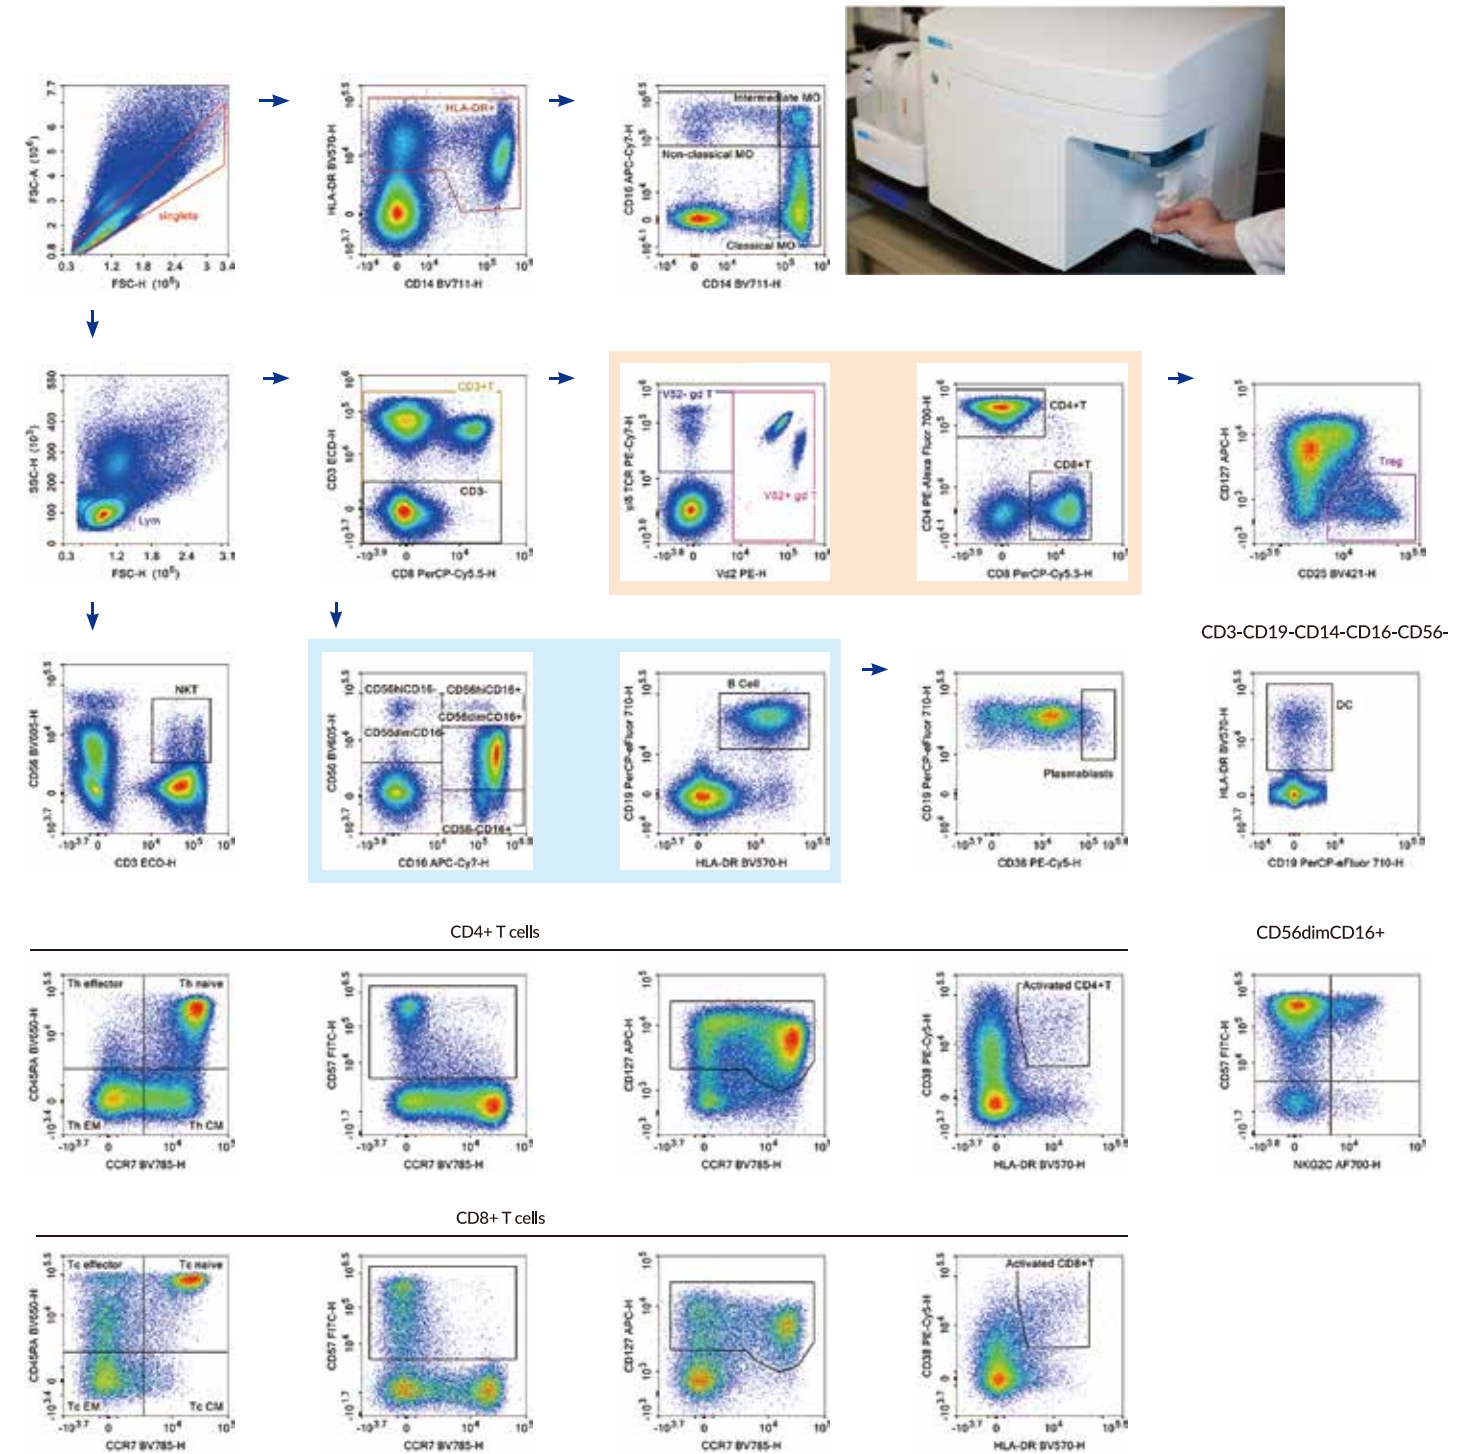 HLA-DR+
Intermediate MO
Non-classical MO
Classical MO
singlets
FSC-A (10⁶)
FSC-H (10⁶)
HLA-DR BV570-H
CD14 BV711-H
CD16 APC-Cy7-H
CD14 BV711-H
Lym
SSC-H (10³)
FSC-H (10⁶)
CD3+T
CD3-
CD3 ECD-H
CD8 PerCP-Cy5.5-H
Vδ2- gd T
Vδ2+ gd T
γδ TCR PE-Cy7-H
Vd2 PE-H
CD4+T
CD8+T
CD4 PE-Alexa Fluor 700-H
CD8 PerCP-Cy5.5-H
Treg
CD127 APC-H
CD25 BV421-H
CD3-CD19-CD14-CD16-CD56-
NKT
CD56 BV605-H
CD3 ECD-H
CD56hiCD16-
CD56hiCD16+
CD56dimCD16+
CD56dimCD16-
CD56-CD16+
CD56 BV605-H
CD16 APC-Cy7-H
B Cell
CD19 PerCP-eFluor 710-H
HLA-DR BV570-H
Plasmablasts
CD19 PerCP-eFluor 710-H
CD38 PE-Cy5-H
DC
HLA-DR BV570-H
CD19 PerCP-eFluor 710-H
CD4+ T cells
CD56dimCD16+
Th effector
Th naive
Th EM
Th CM
CD45RA BV650-H
CCR7 BV785-H
CD57 FITC-H
CCR7 BV785-H
CD127 APC-H
CCR7 BV785-H
Activated CD4+T
CD38 PE-Cy5-H
HLA-DR BV570-H
CD57 FITC-H
NKG2C AF700-H
CD8+ T cells
Tc effector
Tc naive
Tc EM
Tc CM
CD45RA BV650-H
CCR7 BV785-H
CD57 FITC-H
CCR7 BV785-H
CD127 APC-H
CCR7 BV785-H
Activated CD8+T
CD38 PE-Cy5-H
HLA-DR BV570-H